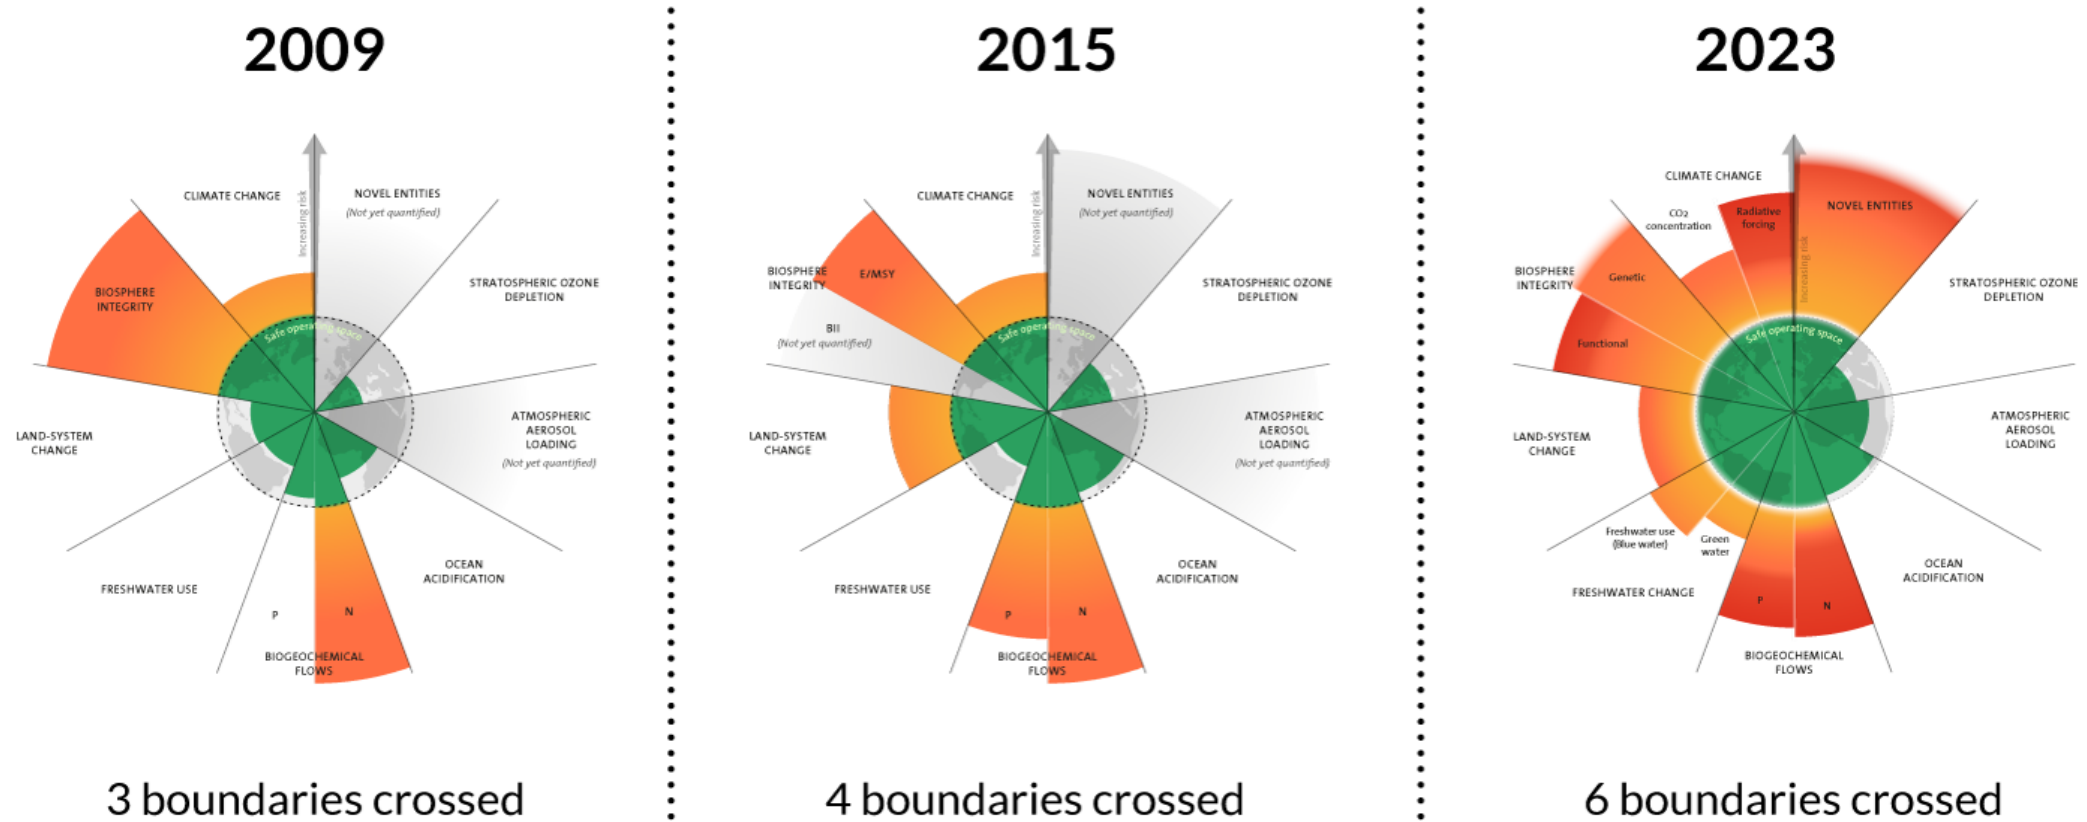 2009
CLIMATE CHANGE
Increasing risk
NOVEL ENTITIES
(Not yet quantified)
STRATOSPHERIC OZONE
DEPLETION
BIOSPHERE
INTEGRITY
Safe operating space
ATMOSPHERIC
AEROSOL
LOADING
(Not yet quantified)
LAND-SYSTEM
CHANGE
OCEAN
ACIDIFICATION
FRESHWATER USE
P
N
BIOGEOCHEMICAL
FLOWS
3 boundaries crossed
2015
CLIMATE CHANGE
Increasing risk
NOVEL ENTITIES
(Not yet quantified)
STRATOSPHERIC OZONE
DEPLETION
BIOSPHERE
INTEGRITY
E/MSY
BII
(Not yet quantified)
Safe operating space
ATMOSPHERIC
AEROSOL
LOADING
(Not yet quantified)
LAND-SYSTEM
CHANGE
OCEAN
ACIDIFICATION
FRESHWATER USE
P
N
BIOGEOCHEMICAL
FLOWS
4 boundaries crossed
2023
CLIMATE CHANGE
CO2
concentration
Radiative
forcing
Increasing risk
NOVEL ENTITIES
STRATOSPHERIC OZONE
DEPLETION
BIOSPHERE
INTEGRITY
Genetic
Functional
Safe operating space
ATMOSPHERIC
AEROSOL
LOADING
LAND-SYSTEM
CHANGE
Freshwater use
(Blue water)
Green
water
OCEAN
ACIDIFICATION
FRESHWATER CHANGE
P
N
BIOGEOCHEMICAL
FLOWS
6 boundaries crossed